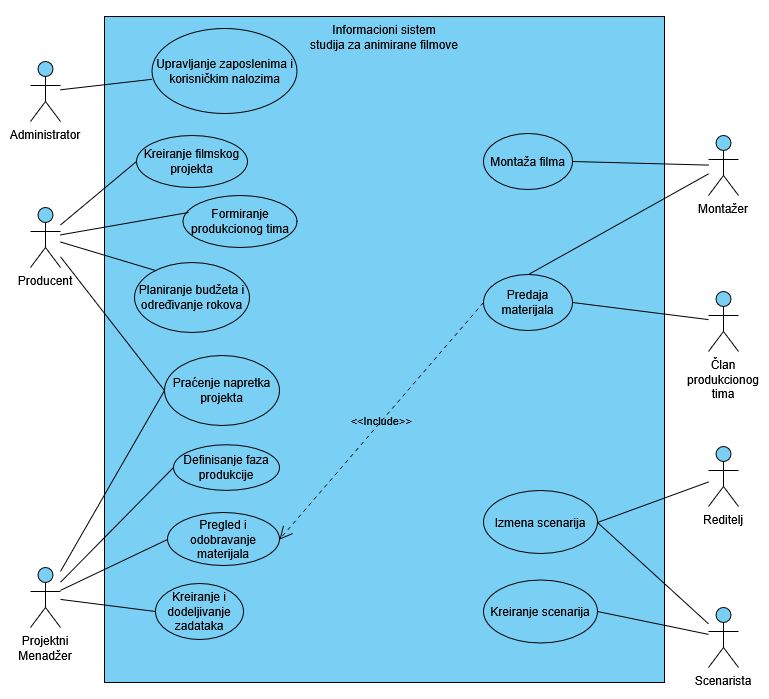 Informacioni sistem
studija za animirane filmove
Upravljanje zaposlenima i
korisničkim nalozima
Administrator
Kreiranje filmskog
projekta
Montaža filma
Montažer
Formiranje
produkcionog tima
Producent
Planiranje budžeta i
određivanje rokova
Predaja
materijala
Član
produkcionog
tima
Praćenje napretka
projekta
<<Include>>
Definisanje faza
produkcije
Pregled i
odobravanje
materijala
Izmena scenarija
Reditelj
Kreiranje i
dodeljivanje
zadataka
Kreiranje scenarija
Projektni
Menadžer
Scenarista